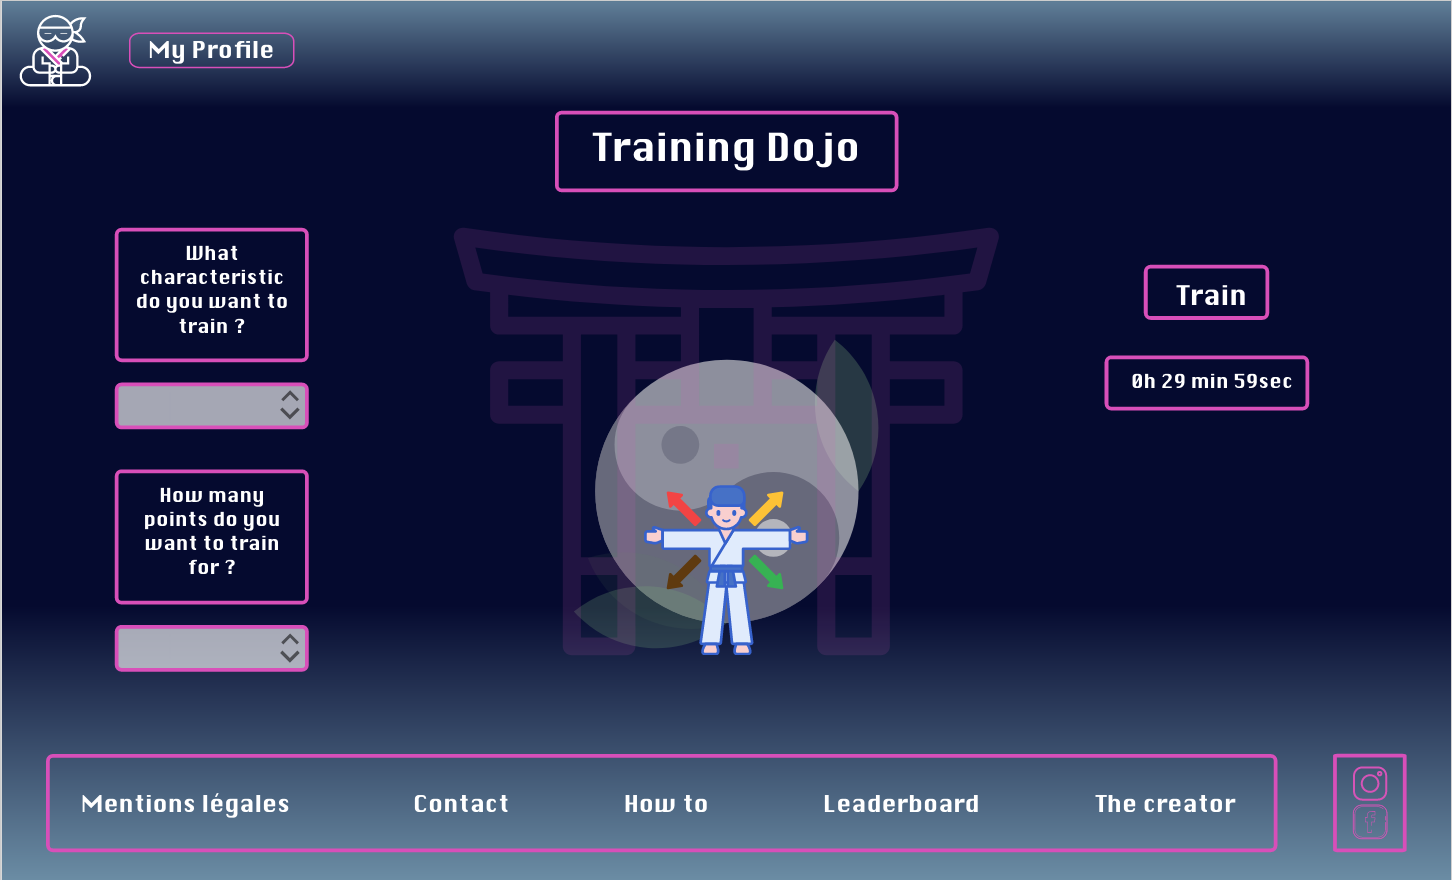 My Profile
Training Dojo
What
characteristic
do you want to
train ?
How many
points do you
want to train
for ?
Train
0h 29 min 59sec
Mentions légales
Contact
How to
Leaderboard
The creator
f